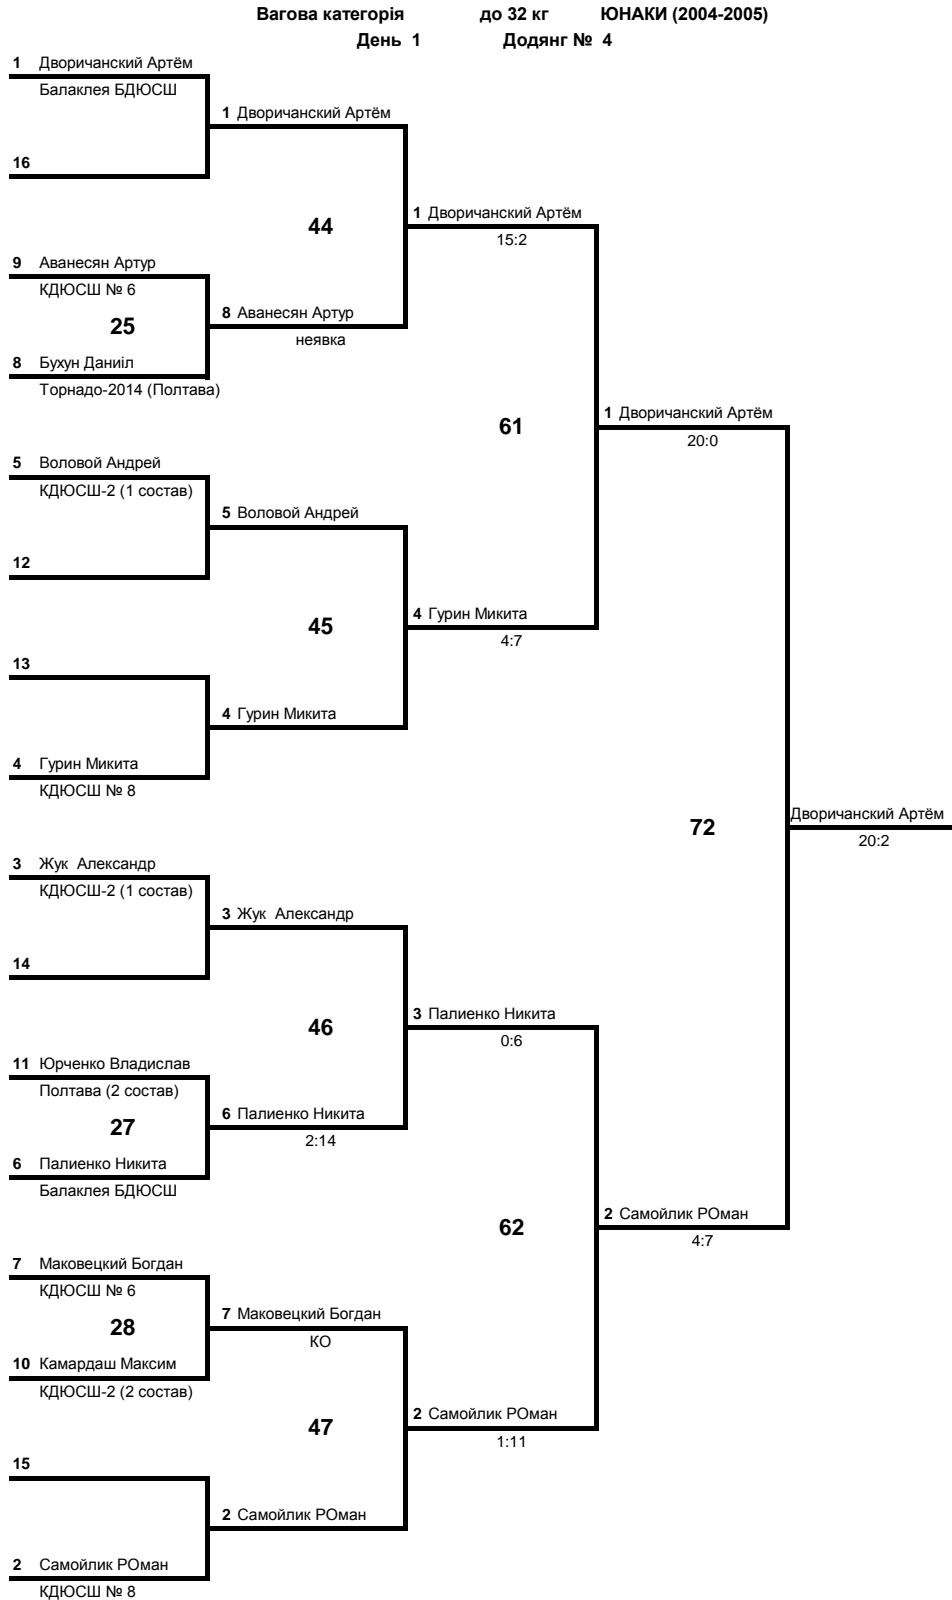 Вагова категорія до 32 кг ЮНАКИ (2004-2005)
День 1 Додянг № 4
1 Дворичанский Артём
Балаклея БДЮСШ
1 Дворичанский Артём
16
44
1 Дворичанский Артём
15:2
9 Аванесян Артур
КДЮСШ № 6
25
8 Аванесян Артур
неявка
8 Бухун Даниіл
Торнадо-2014 (Полтава)
61
1 Дворичанский Артём
20:0
5 Воловой Андрей
КДЮСШ-2 (1 состав)
5 Воловой Андрей
12
45
4 Гурин Микита
4:7
13
4 Гурин Микита
4 Гурин Микита
КДЮСШ № 8
72
Дворичанский Артём
20:2
3 Жук  Александр
КДЮСШ-2 (1 состав)
3 Жук  Александр
14
46
3 Палиенко Никита
0:6
11 Юрченко Владислав
Полтава (2 состав)
27
6 Палиенко Никита
2:14
6 Палиенко Никита
Балаклея БДЮСШ
62
2 Самойлик РОман
4:7
7 Маковецкий Богдан
КДЮСШ № 6
28
7 Маковецкий Богдан
КО
10 Камардаш Максим
КДЮСШ-2 (2 состав)
47
2 Самойлик РОман
1:11
15
2 Самойлик РОман
2 Самойлик РОман
КДЮСШ № 8